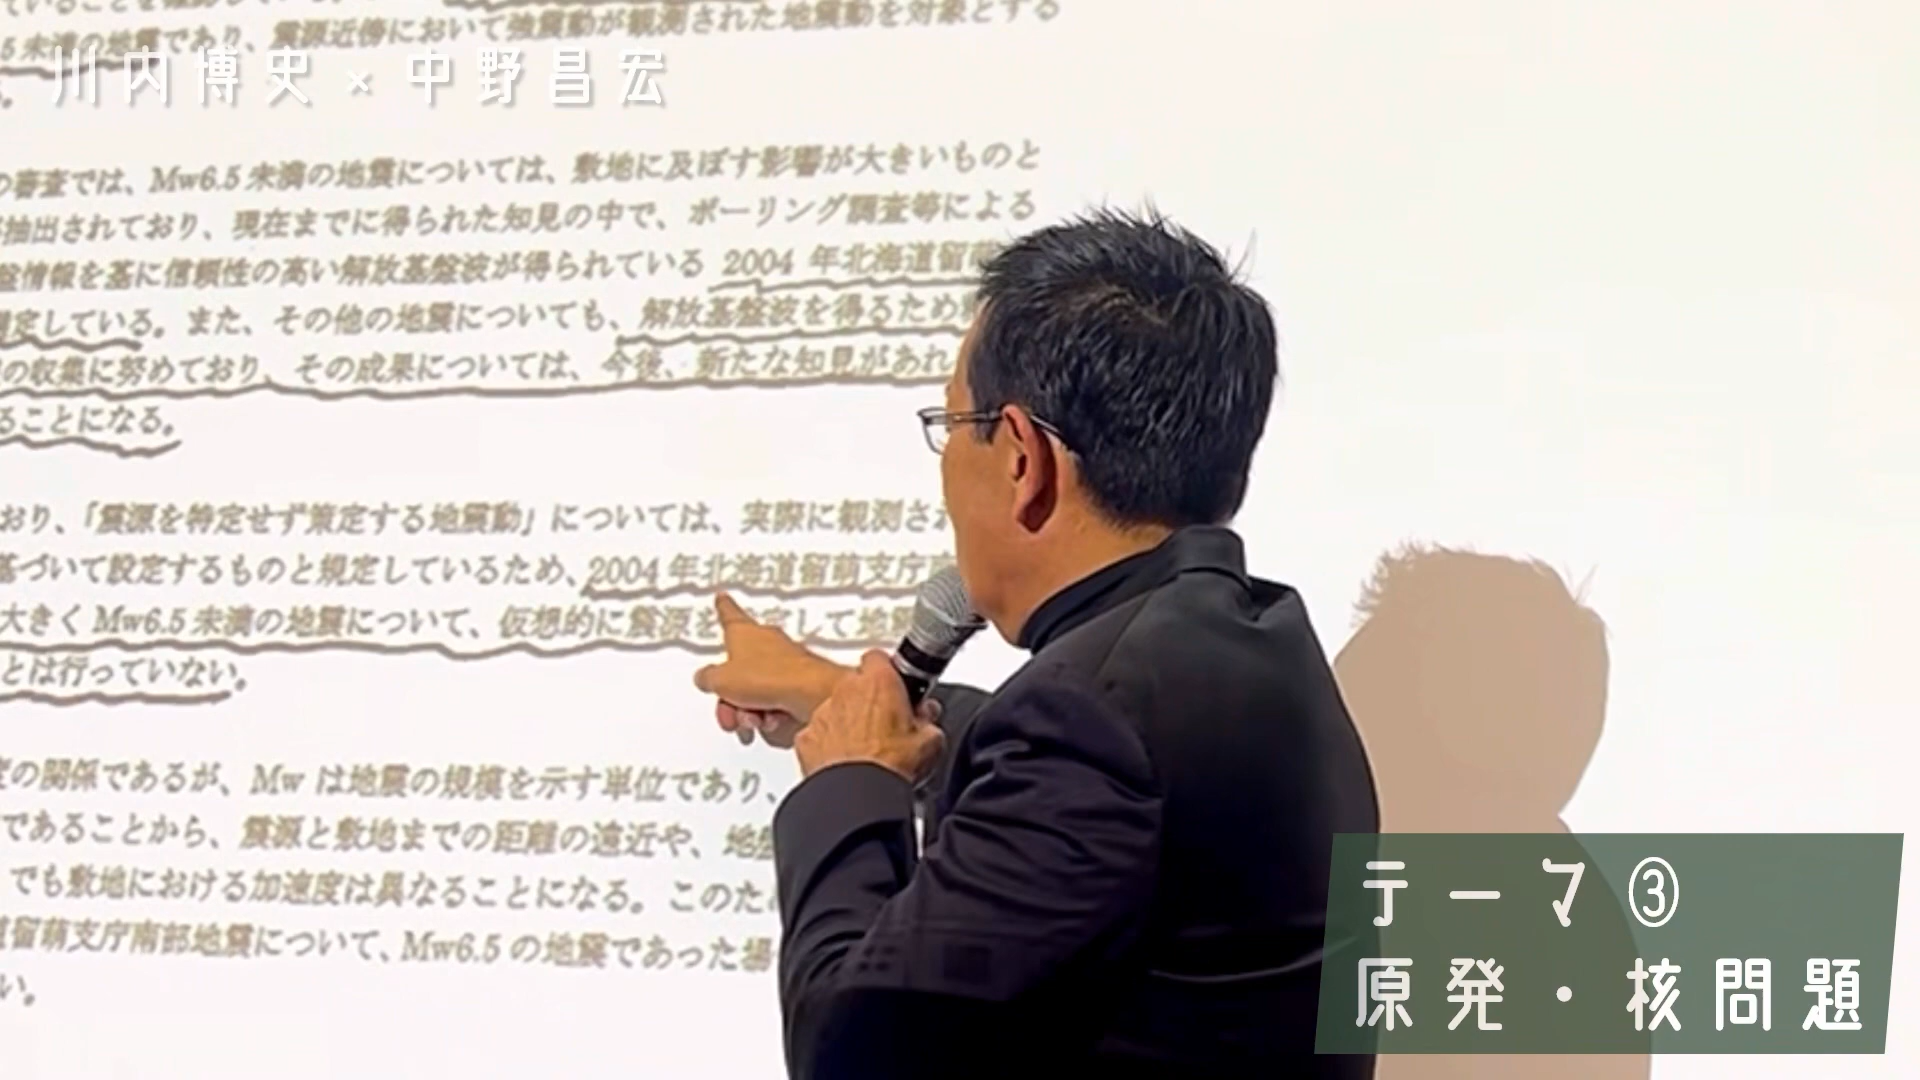 5未満の地震であり、震源近傍において強震動が観測された地震動を対象とする
川内博史×中野昌宏
の審査では、Mw6.5未満の地震については、敷地に及ぼす影響が大きいものと
抽出されており、現在までに得られた知見の中で、ボーリング調査等による
盤情報を基に信頼性の高い解放基盤波が得られている 2004 年北海道留萌
定している。また、その他の地震についても、解放基盤波を得るため
の収集に努めており、その成果については、今後、新たな知見があれ
ることになる。
おり、「震源を特定せず策定する地震動」については、実際に観測され
基づいて設定するものと規定しているため、2004年北海道留萌支庁南
大きくMw6.5未満の地震について、仮想的に震源を 定して地震
とは行っていない。
度の関係であるが、Mw は地震の規模を示す単位であり、
であることから、震源と敷地までの距離の遠近や、地盤
でも敷地における加速度は異なることになる。このため
道留萌支庁南部地震について、Mw6.5の地震であった場
い。
テーマ③
原発・核問題